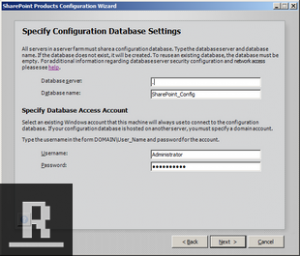 SharePoint Products Configuration Wizard
Specify Configuration Database Settings
All servers in a server farm must share a configuration database. Type the database server and database
name. If the database does not exist, it will be created. To reuse an existing database, the database must be
empty. For additional information regarding database server security configuration and network access
please see help.
Database server:
.
Database name:
SharePoint_Config
Specify Database Access Account
Select an existing Windows account that this machine will always use to connect to the configuration
database. If your configuration database is hosted on another server, you must specify a domain account.
Type the username in the form DOMAIN\User_Name and password for the account.
Username:
Administrator
Password:
R
< Back
Next >
Cancel